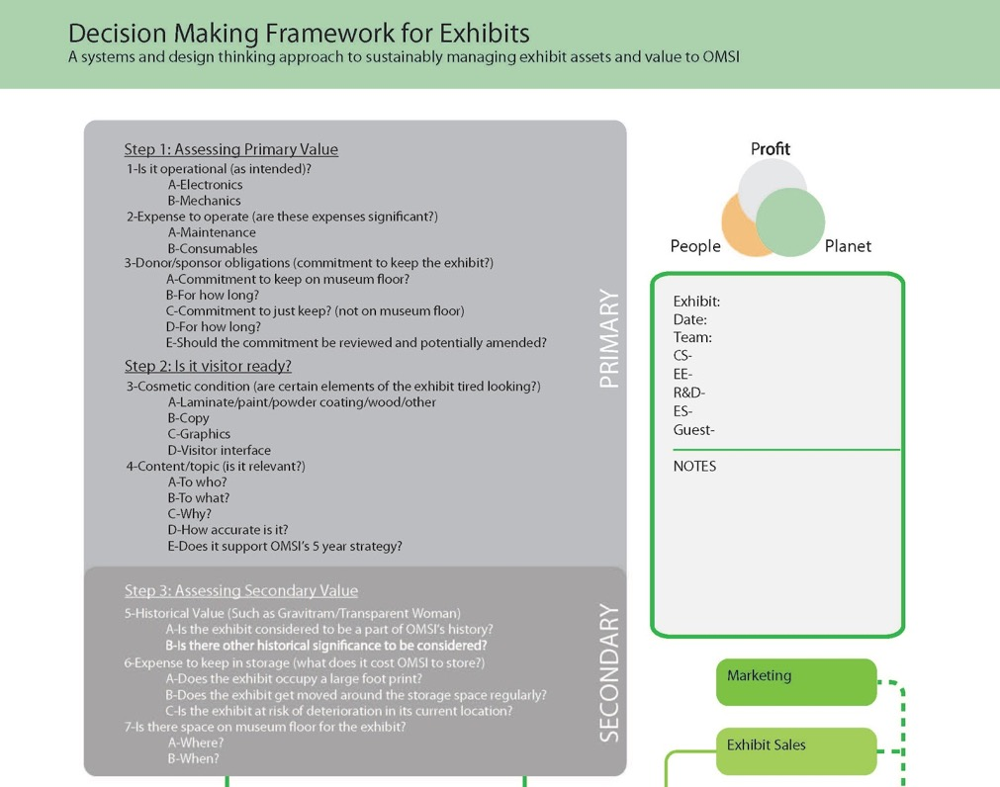 Decision Making Framework for Exhibits
A systems and design thinking approach to sustainably managing exhibit assets and value to OMSI
Step 1: Assessing Primary Value
1-Is it operational (as intended)?
A-Electronics
B-Mechanics
2-Expense to operate (are these expenses significant?)
A-Maintenance
B-Consumables
3-Donor/sponsor obligations (commitment to keep the exhibit?)
A-Commitment to keep on museum floor?
B-For how long?
C-Commitment to just keep? (not on museum floor)
D-For how long?
E-Should the commitment be reviewed and potentially amended?
Step 2: Is it visitor ready?
3-Cosmetic condition (are certain elements of the exhibit tired looking?)
A-Laminate/paint/powder coating/wood/other
B-Copy
C-Graphics
D-Visitor interface
4-Content/topic (is it relevant?)
A-To who?
B-To what?
C-Why?
D-How accurate is it?
E-Does it support OMSI's 5 year strategy?
PRIMARY
Step 3: Assessing Secondary Value
5-Historical Value (Such as Gravitram/Transparent Woman)
A-Is the exhibit considered to be a part of OMSI's history?
B-Is there other historical significance to be considered?
6-Expense to keep in storage (what does it cost OMSI to store?)
A-Does the exhibit occupy a large foot print?
B-Does the exhibit get moved around the storage space regularly?
C-Is the exhibit at risk of deterioration in its current location?
7-Is there space on museum floor for the exhibit?
A-Where?
B-When?
SECONDARY
Profit
People
Planet
Exhibit:
Date:
Team:
CS-
EE-
R&D-
ES-
Guest-
NOTES
Marketing
Exhibit Sales